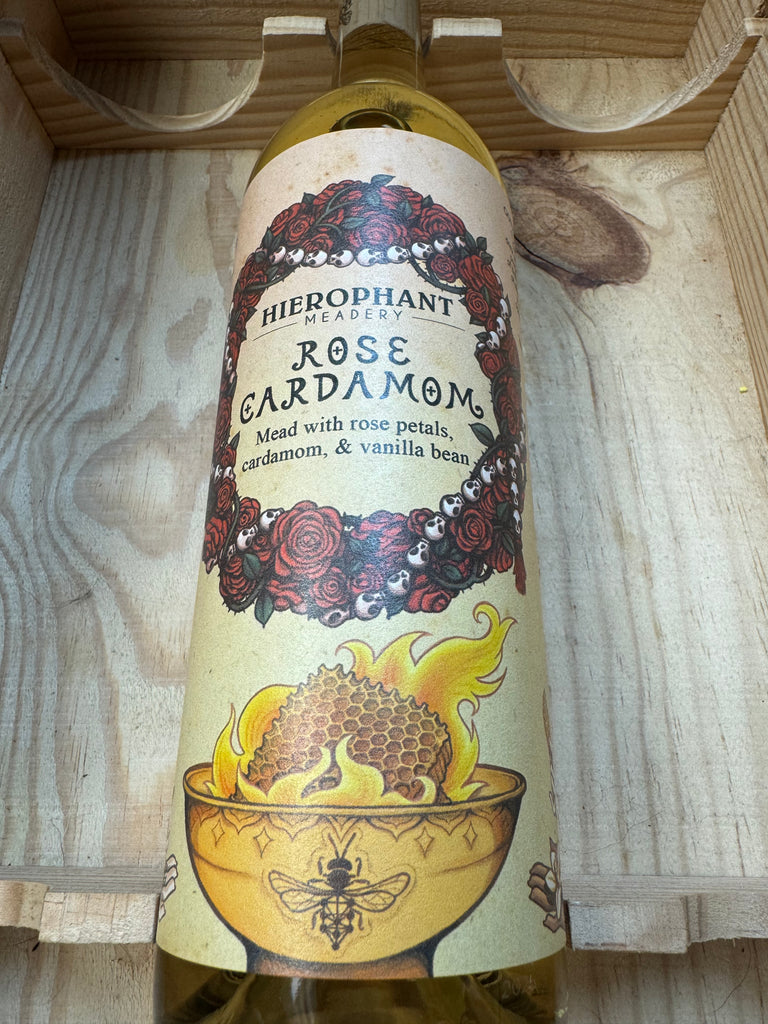 HIEROPHANT
MEADERY
ROSE
CARDAMOM
Mead with rose petals,
cardamom, & vanilla bean